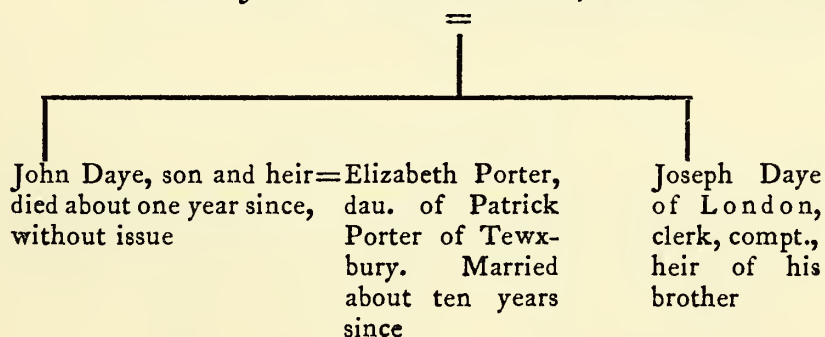 =
John Daye, son and heir=
died about one year since,
without issue
Elizabeth Porter,
dau. of Patrick
Porter of Tewx-
bury. Married
about ten years
since
Joseph Daye
of London,
clerk, compt.,
heir of his
brother